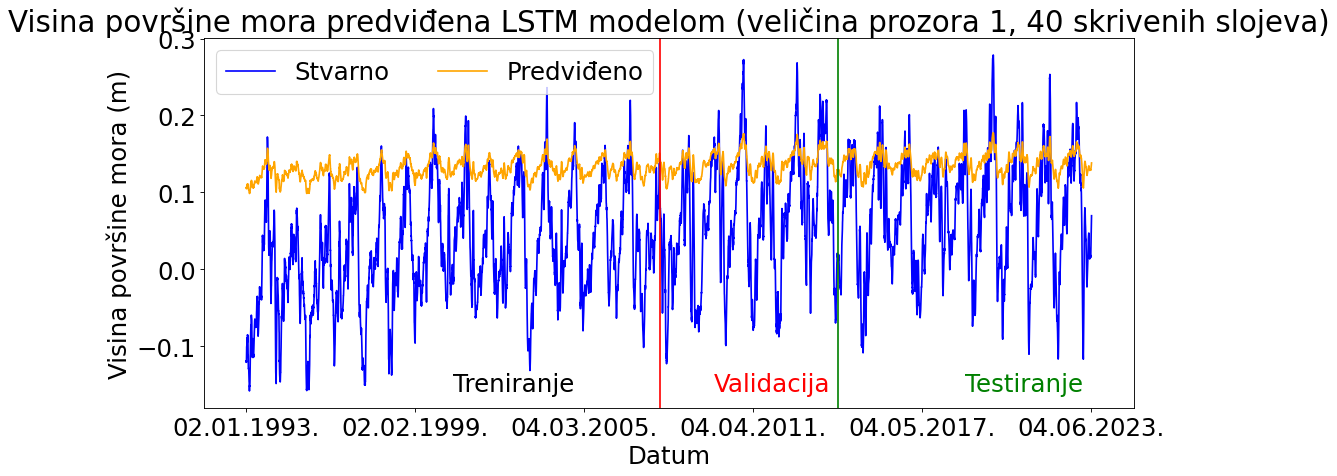 Visina površine mora predviđena LSTM modelom (veličina prozora 1, 40 skrivenih slojeva)
Stvarno Predviđeno
Visina površine mora (m)
0.3
0.2
0.1
0.0
−0.1
Treniranje Validacija Testiranje
02.01.1993. 02.02.1999. 04.03.2005. 04.04.2011. 04.05.2017. 04.06.2023.
Datum